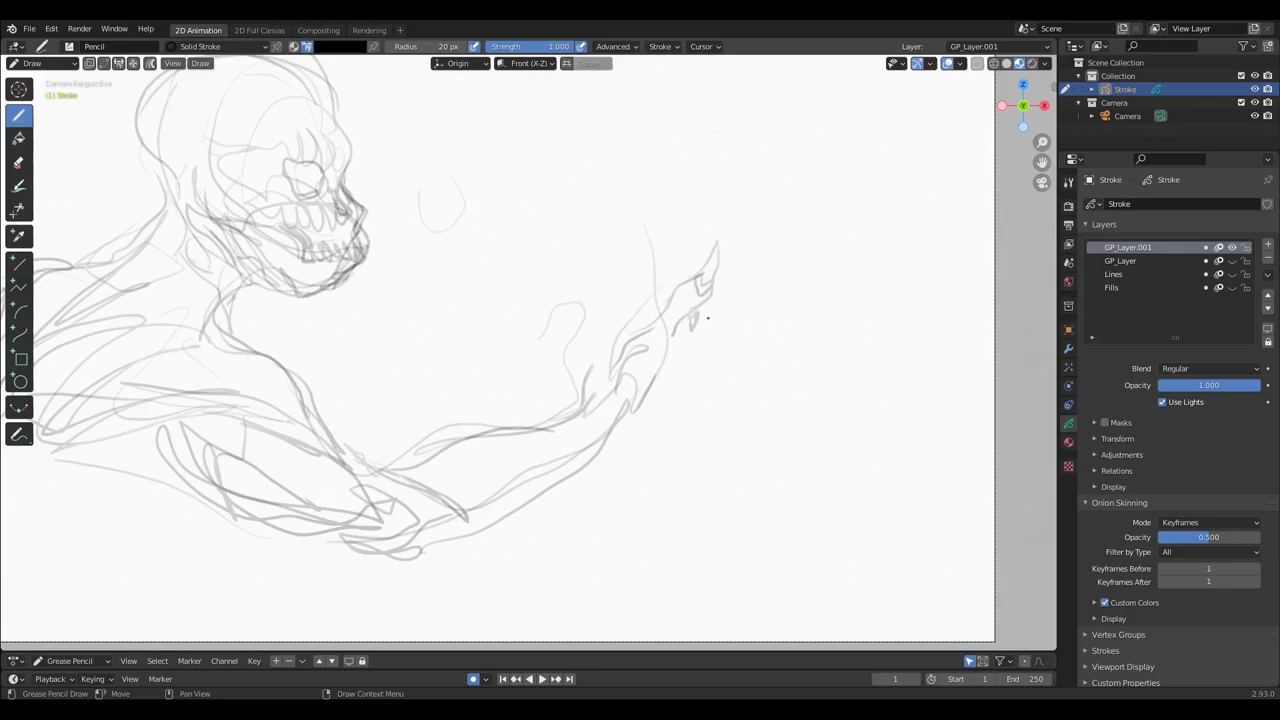 File Edit Render Window Help 2D Animation 2D Full Canvas Compositing Rendering + Scene View Layer
Pencil Solid Stroke Radius 20 px Strength 1.000 Advanced Stroke Cursor Layer: GP_Layer.001
Draw View Draw Origin Front (X-Z) Guides
Camera Perspective
(1) Stroke
Z
Y X
Scene Collection
Collection
Stroke
Camera
Camera
Stroke Stroke
Stroke
Layers
GP_Layer.001
GP_Layer
Lines
Fills
Blend Regular
Opacity 1.000
Use Lights
Masks
Transform
Adjustments
Relations
Display
Onion Skinning
Mode Keyframes
Opacity 0.500
Filter by Type All
Keyframes Before 1
Keyframes After 1
Custom Colors
Display
Vertex Groups
Strokes
Viewport Display
Custom Properties
Grease Pencil View Select Marker Channel Key
Playback Keying View Marker 1 Start 1 End 250
Grease Pencil Draw Move Pan View Draw Context Menu 2.93.0